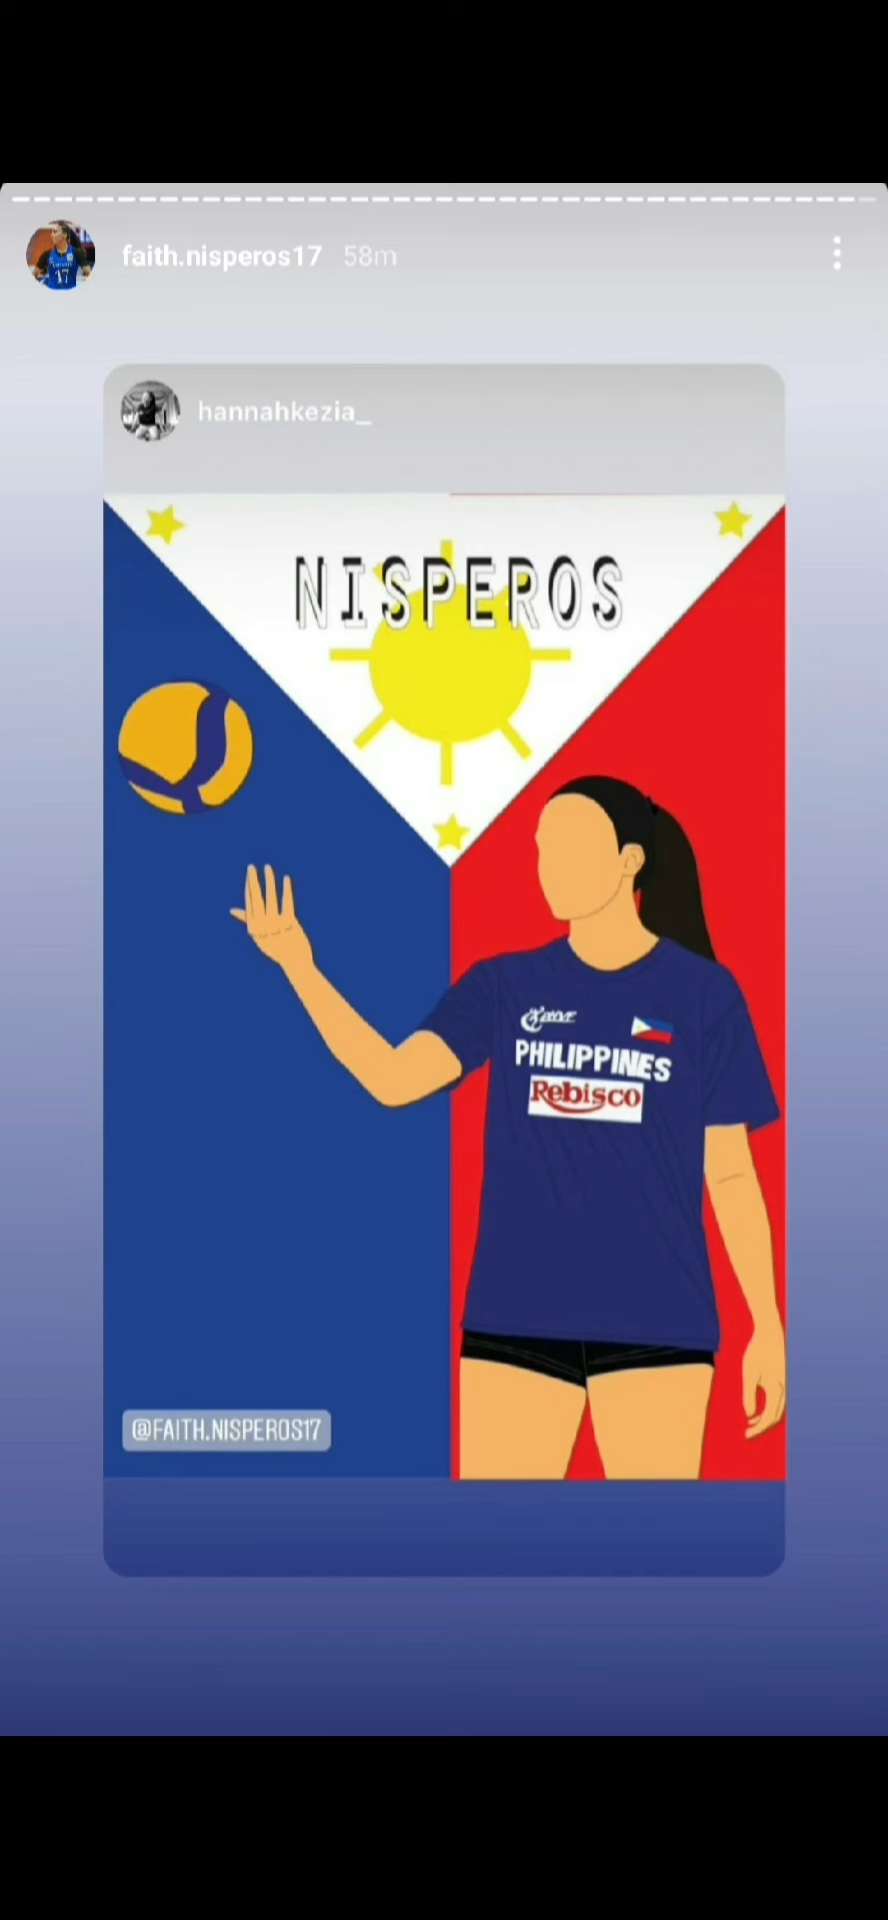 faith.nisperos17 58m
hannahkezia_
NISPEROS
PHILIPPINES
Rebisco
@FAITH.NISPEROS17